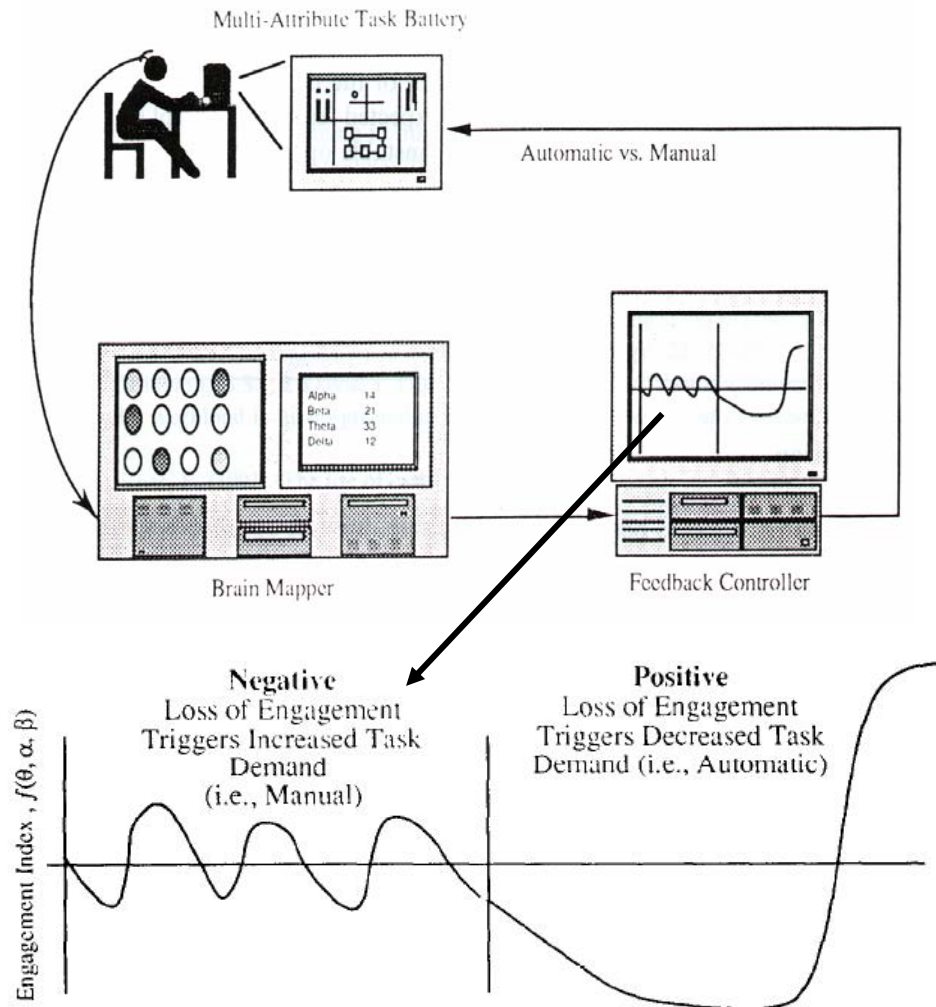 Multi-Attribute Task Battery
Automatic vs. Manual
Alpha 14
Beta 21
Theta 33
Delta 12
Brain Mapper
Feedback Controller
Negative
Loss of Engagement
Triggers Increased Task
Demand
(i.e., Manual)
Positive
Loss of Engagement
Triggers Decreased Task
Demand (i.e., Automatic)
Engagement Index , f(θ, α, β)